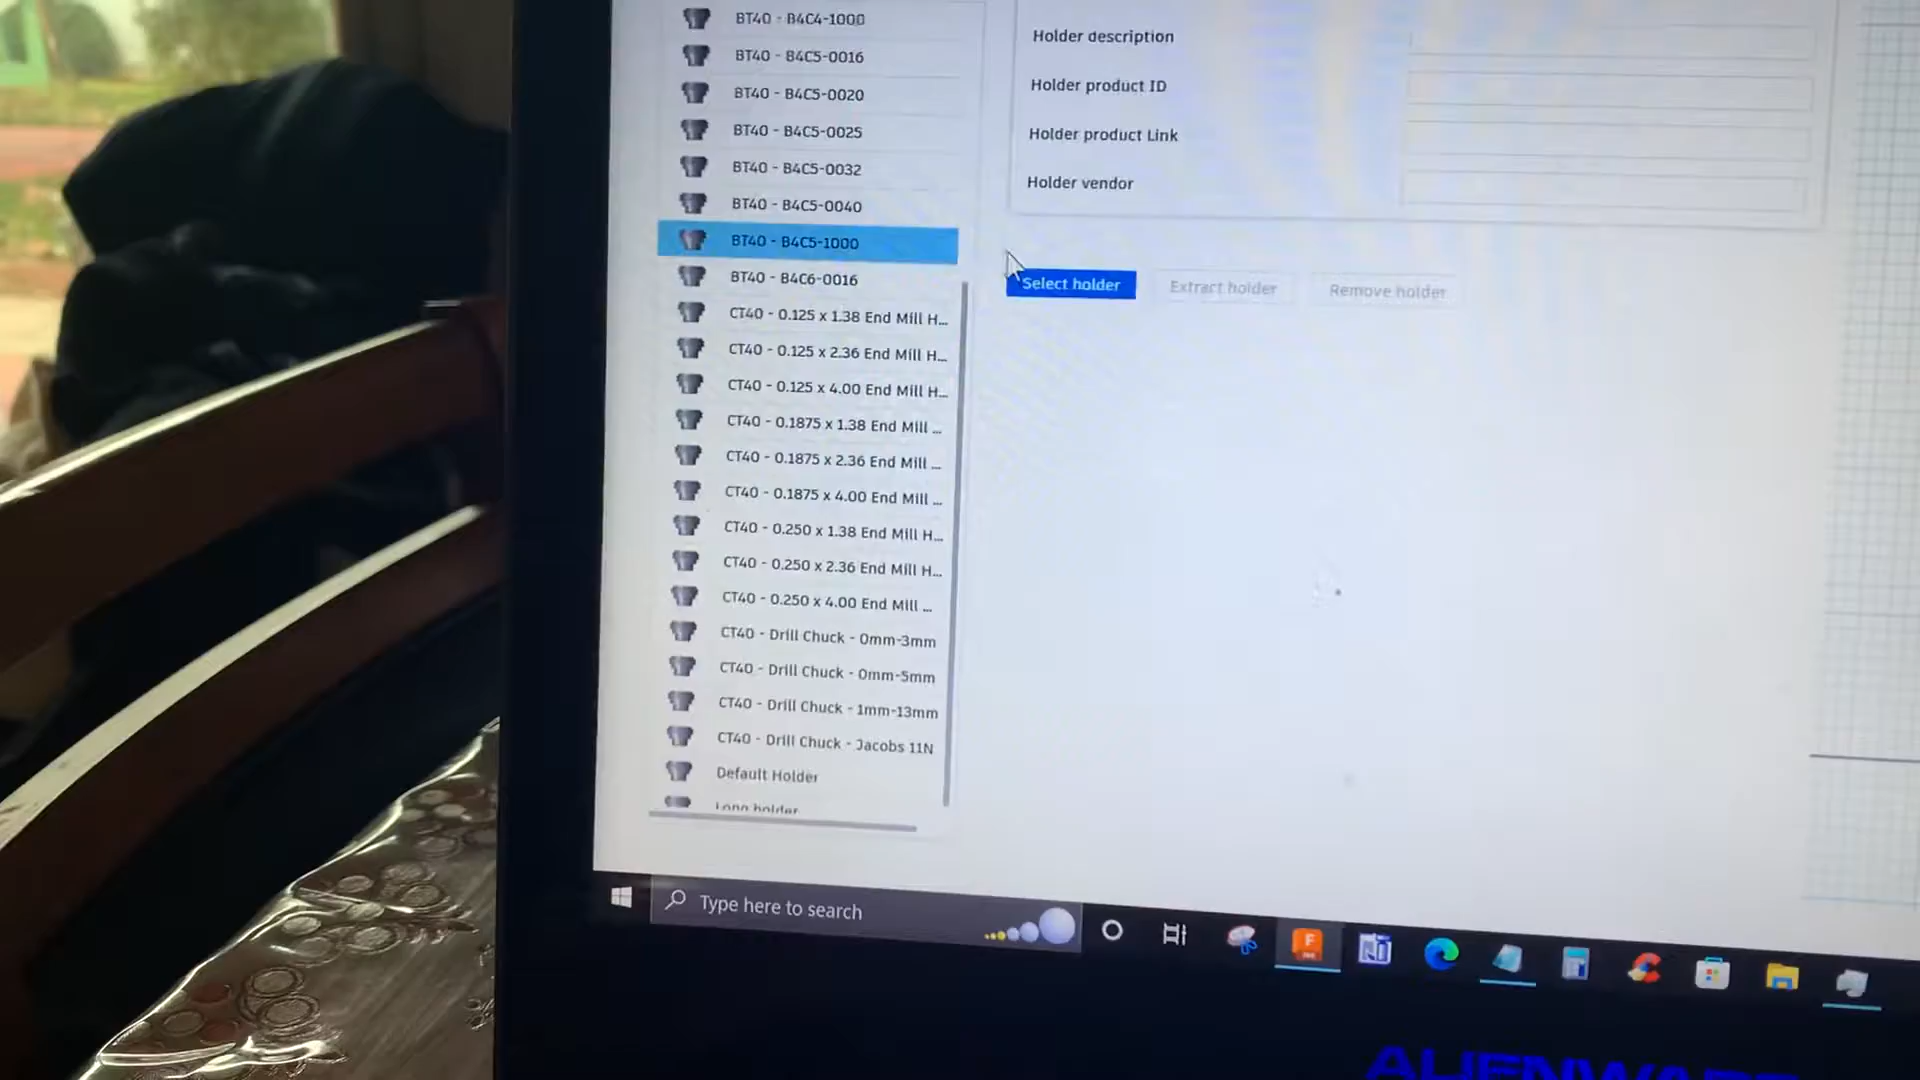 BT40 - B4C4-1000
BT40 - B4C5-0016
BT40 - B4C5-0020
BT40 - B4C5-0025
BT40 - B4C5-0032
BT40 - B4C5-0040
BT40 - B4C5-1000
BT40 - B4C6-0016
CT40 - 0.125 x 1.38 End Mill H...
CT40 - 0.125 x 2.36 End Mill H...
CT40 - 0.125 x 4.00 End Mill H...
CT40 - 0.1875 x 1.38 End Mill ...
CT40 - 0.1875 x 2.36 End Mill ...
CT40 - 0.1875 x 4.00 End Mill ...
CT40 - 0.250 x 1.38 End Mill H...
CT40 - 0.250 x 2.36 End Mill H...
CT40 - 0.250 x 4.00 End Mill ...
CT40 - Drill Chuck - 0mm-3mm
CT40 - Drill Chuck - 0mm-5mm
CT40 - Drill Chuck - 1mm-13mm
CT40 - Drill Chuck - Jacobs 11N
Default Holder
Long holder
Holder description
Holder product ID
Holder product Link
Holder vendor
Select holder
Extract holder
Remove holder
Type here to search
F
ALIENWARE